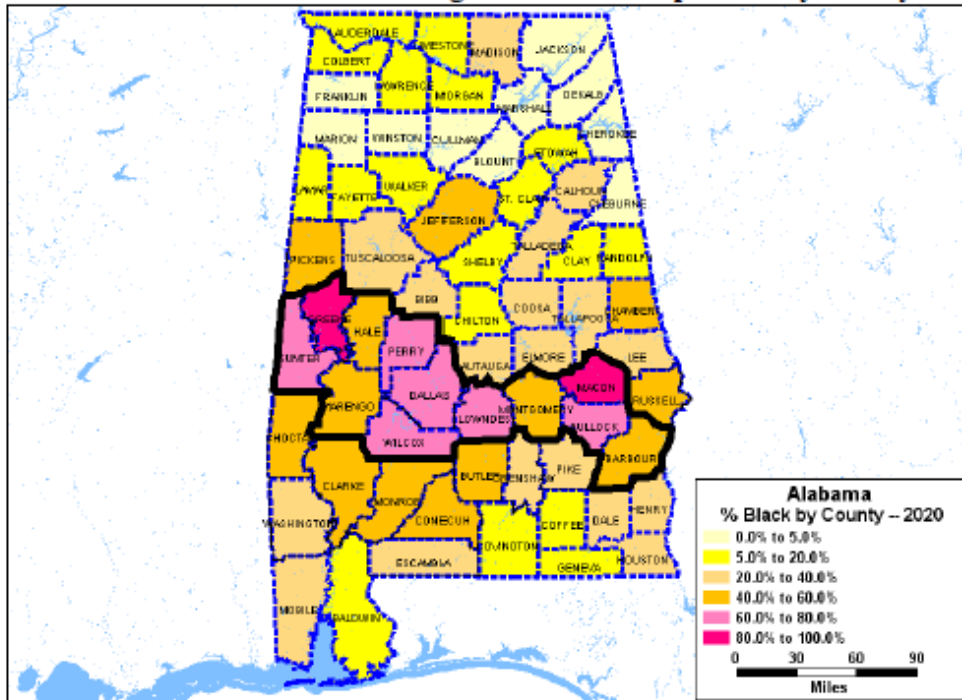 LAUDERDALE
LIMESTONE
MADISON
JACKSON
COLBERT
LAWRENCE
MORGAN
FRANKLIN
MARSHALL
DEKALB
MARION
WINSTON
CULLMAN
CHEROKEE
BLOUNT
ETOWAH
LAMAR
FAYETTE
WALKER
ST. CLAI
CALHOUN
CLEBURNE
JEFFERSON
TALLADEGA
PICKENS
TUSCALOOSA
SHELBY
CLAY
RANDOLPH
BIBB
GREENE
HALE
CHILTON
COOSA
TALLAPOOSA
CHAMBERS
SUMTER
PERRY
AUTAUGA
ELMORE
LEE
MACON
DALLAS
MARENGO
LOWNDES
MONTGOMERY
RUSSELL
CHOCTA
WILCOX
BULLOCK
BARBOUR
CLARKE
MONROE
BUTLER
CRENSHAW
PIKE
WASHINGTON
CONECUH
COVINGTON
COFFEE
DALE
HENRY
ESCAMBIA
GENEVA
HOUSTON
MOBILE
BALDWIN
Alabama
% Black by County -- 2020
0.0% to 5.0%
5.0% to 20.0%
20.0% to 40.0%
40.0% to 60.0%
60.0% to 80.0%
80.0% to 100.0%
0 30 60 90
Miles